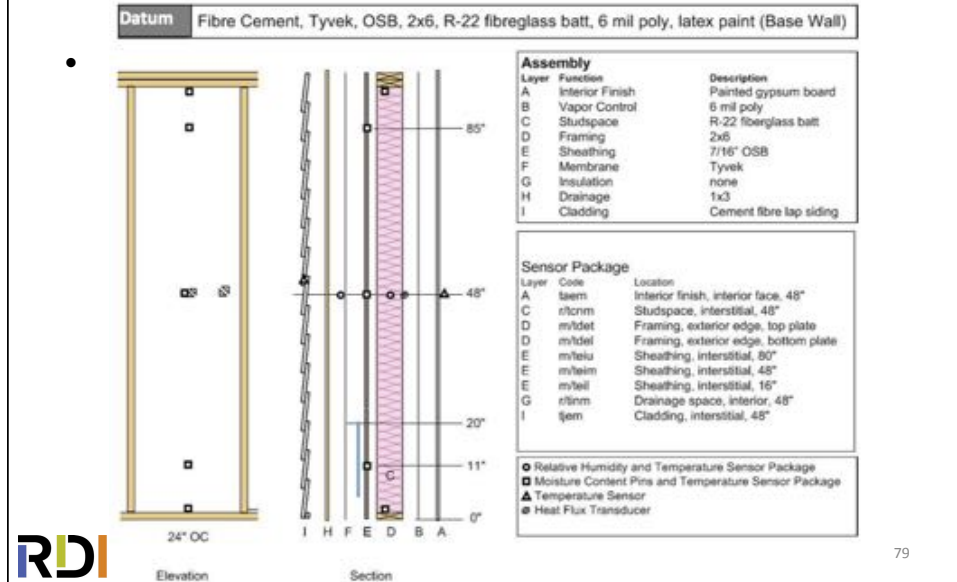 Datum Fibre Cement, Tyvek, OSB, 2x6, R-22 fibreglass batt, 6 mil poly, latex paint (Base Wall)
Assembly
Layer Function Description
A Interior Finish Painted gypsum board
B Vapor Control 6 mil poly
C Studspace R-22 fiberglass batt
D Framing 2x6
E Sheathing 7/16" OSB
F Membrane Tyvek
G Insulation none
H Drainage 1x3
I Cladding Cement fibre lap siding
Sensor Package
Layer Code Location
A taem Interior finish, interior face, 48"
C r/tcnm Studspace, interstitial, 48"
D m/tdet Framing, exterior edge, top plate
D m/tdel Framing, exterior edge, bottom plate
E m/teiu Sheathing, interstitial, 80"
E m/teim Sheathing, interstitial, 48"
E m/teil Sheathing, interstitial, 16"
G r/tinm Drainage space, interior, 48"
I tjem Cladding, interstitial, 48"
Relative Humidity and Temperature Sensor Package
Moisture Content Pins and Temperature Sensor Package
Temperature Sensor
Heat Flux Transducer
85"
48"
20"
11"
0"
C
I H F E D B A
24" OC
Elevation
Section
RDI
79